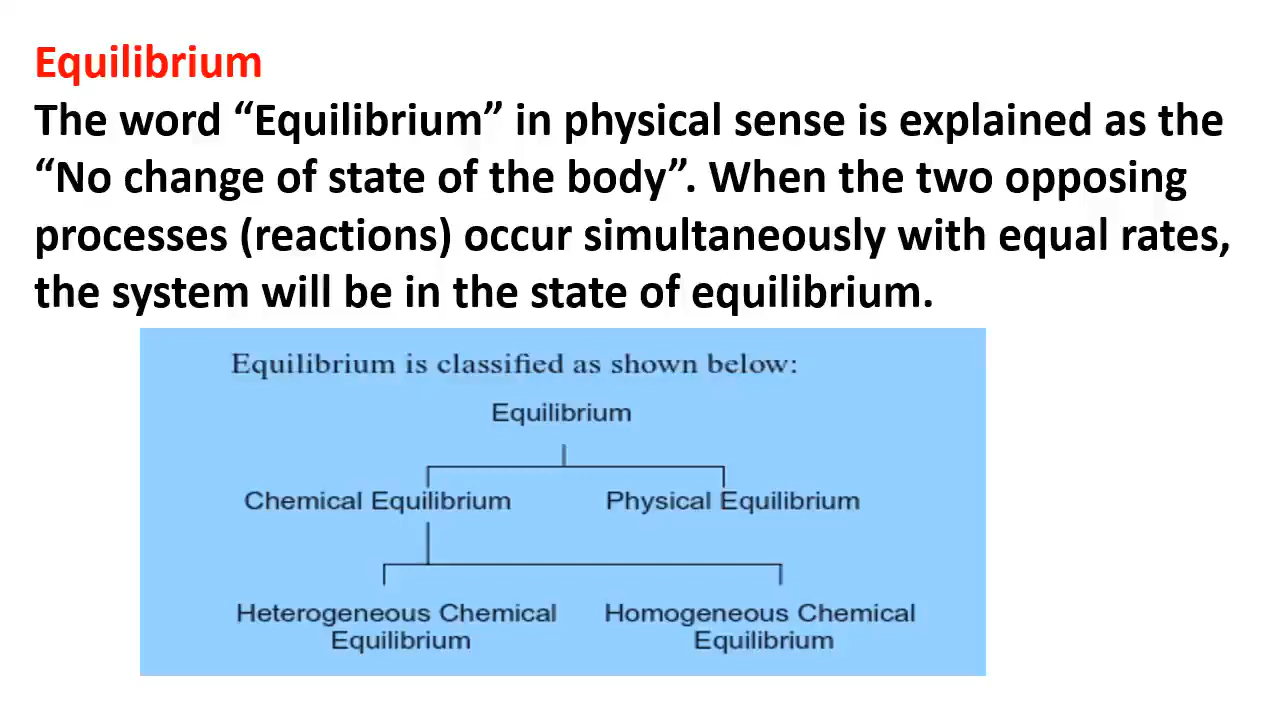 Equilibrium
The word “Equilibrium” in physical sense is explained as the
“No change of state of the body”. When the two opposing
processes (reactions) occur simultaneously with equal rates,
the system will be in the state of equilibrium.
Equilibrium is classified as shown below:
Equilibrium
Chemical Equilibrium Physical Equilibrium
Heterogeneous Chemical Homogeneous Chemical
Equilibrium Equilibrium